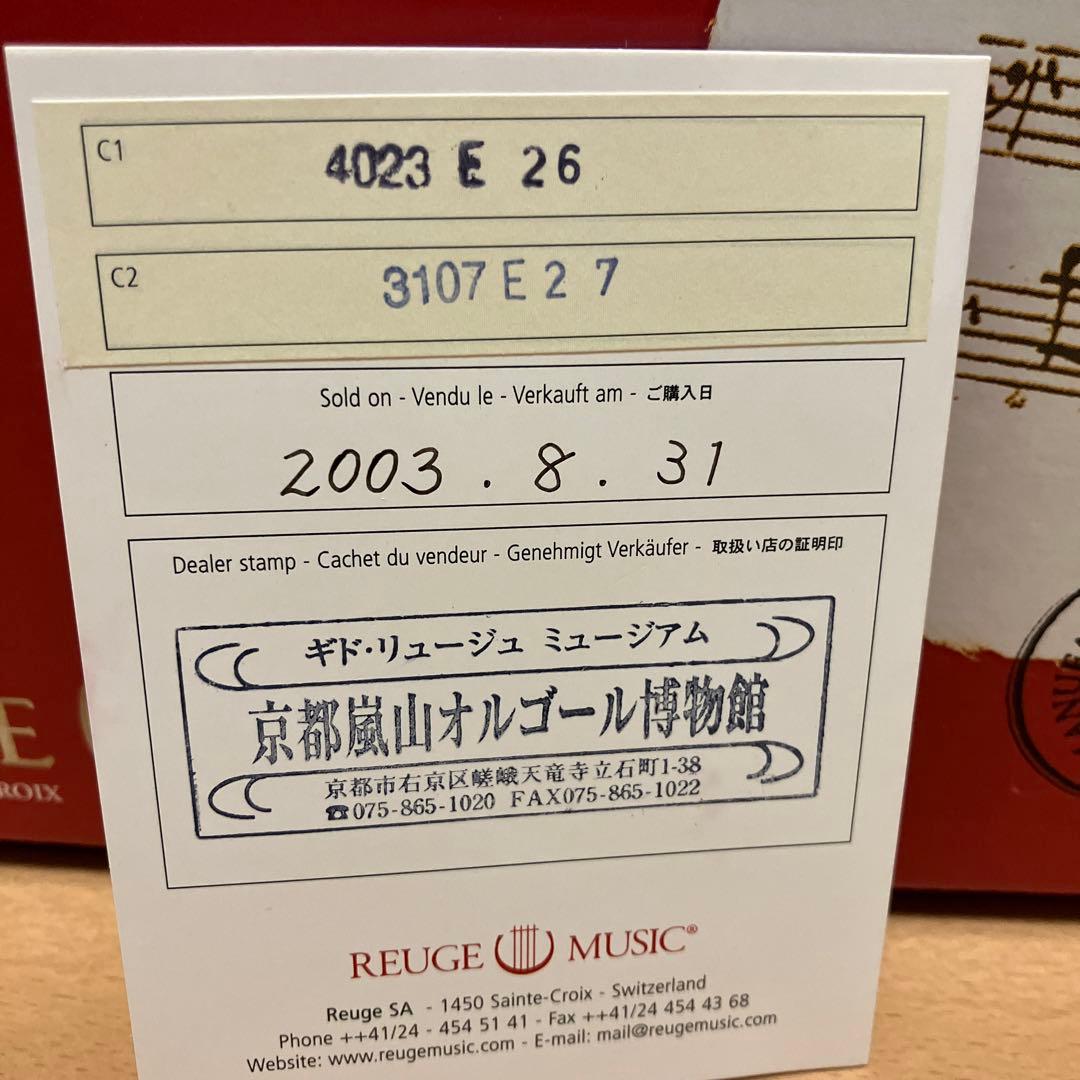 C1
4023 E 26
C2
3107 E 2 7
Sold on - Vendu le - Verkauft am - ご購入日
2003 . 8 . 31
Dealer stamp - Cachet du vendeur - Genehmigt Verkäufer - 取扱い店の証明印
ギド・リュージュ ミュージアム
京都嵐山オルゴール博物館
京都市右京区嵯峨天竜寺立石町1-38
☎075-865-1020 FAX075-865-1022
REUGE MUSIC®
Reuge SA - 1450 Sainte-Croix - Switzerland
Phone ++41/24 - 454 51 41 - Fax ++41/24 454 43 68
Website: www.reugemusic.com - E-mail: mail@reugemusic.com
E
ROIX
ANUE